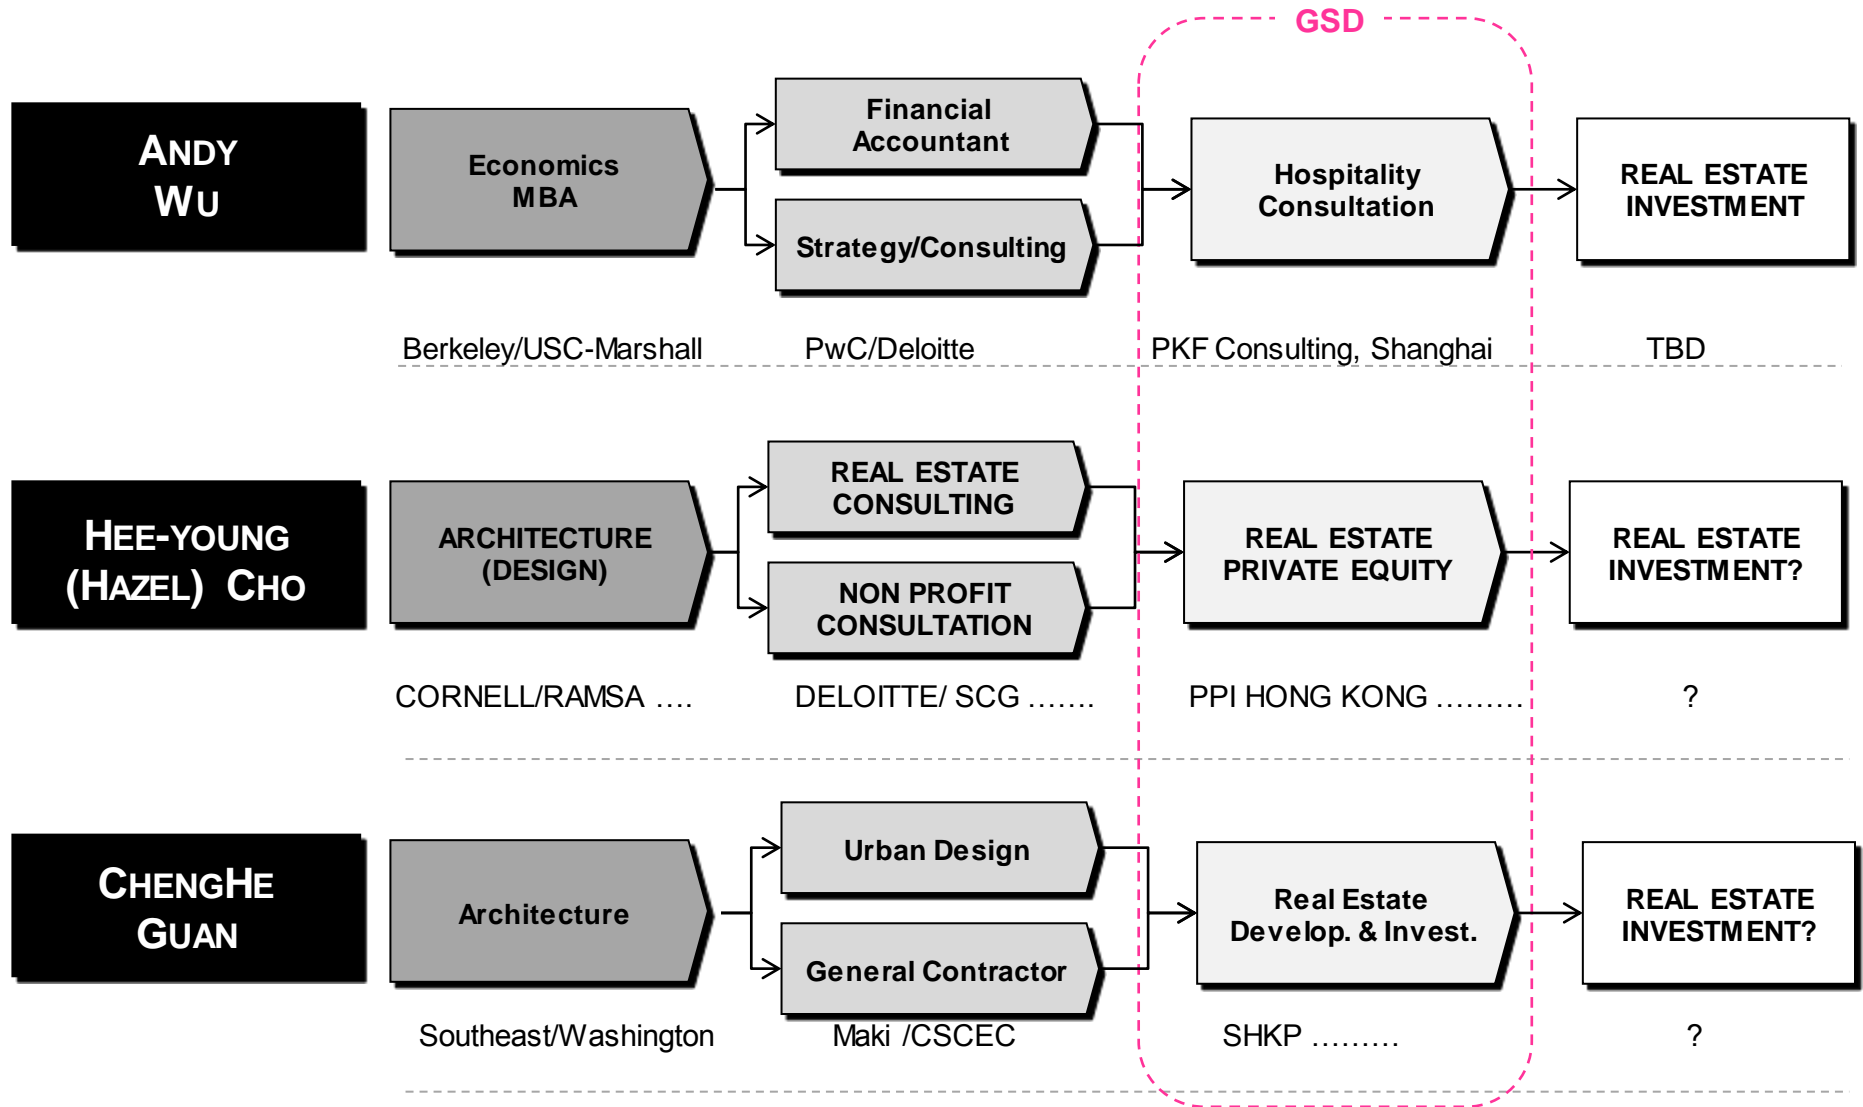 GSD
ANDY
WU
Economics
MBA
Financial
Accountant
Strategy/Consulting
Hospitality
Consultation
REAL ESTATE
INVESTMENT
Berkeley/USC-Marshall
PwC/Deloitte
PKF Consulting, Shanghai
TBD
HEE-YOUNG
(HAZEL) CHO
ARCHITECTURE
(DESIGN)
REAL ESTATE
CONSULTING
NON PROFIT
CONSULTATION
REAL ESTATE
PRIVATE EQUITY
REAL ESTATE
INVESTMENT?
CORNELL/RAMSA ....
DELOITTE/ SCG .......
PPI HONG KONG .........
?
CHENGHE
GUAN
Architecture
Urban Design
General Contractor
Real Estate
Develop. & Invest.
REAL ESTATE
INVESTMENT?
Southeast/Washington
Maki /CSCEC
SHKP .........
?